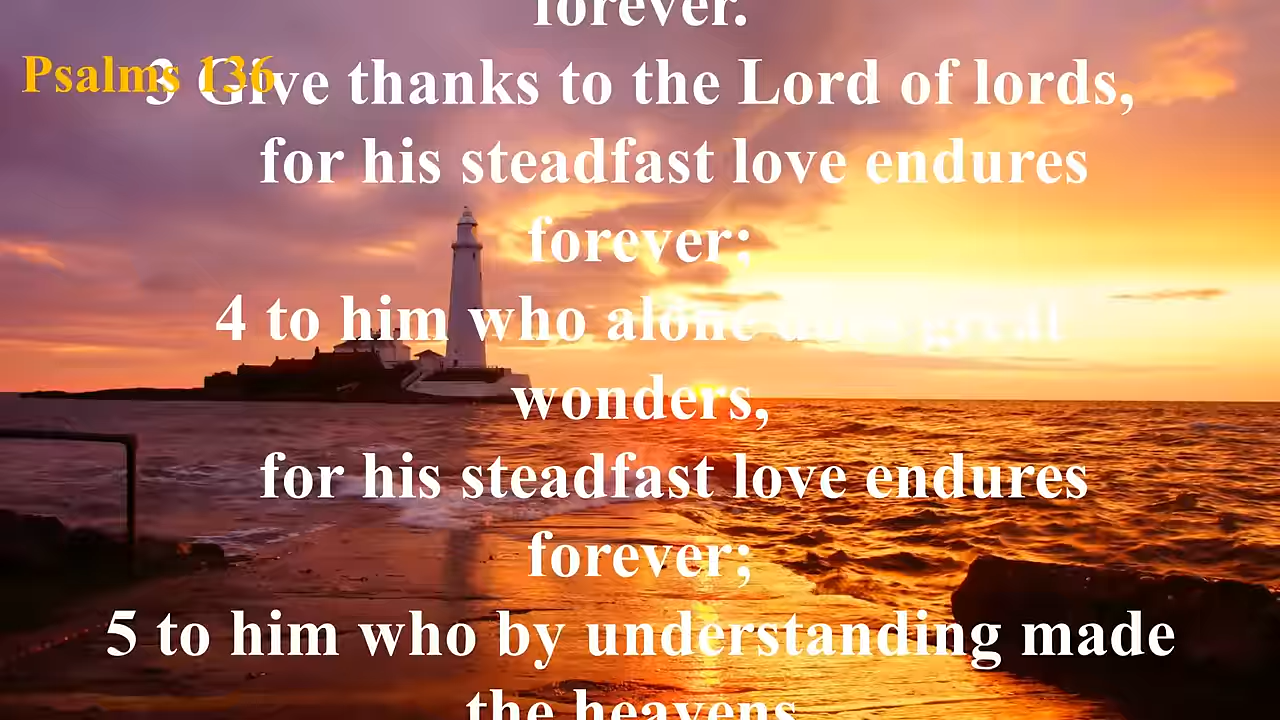 forever.
Psalms 136
3 Give thanks to the Lord of lords,
for his steadfast love endures
forever;
4 to him who alone does great
wonders,
for his steadfast love endures
forever;
5 to him who by understanding made
the heavens